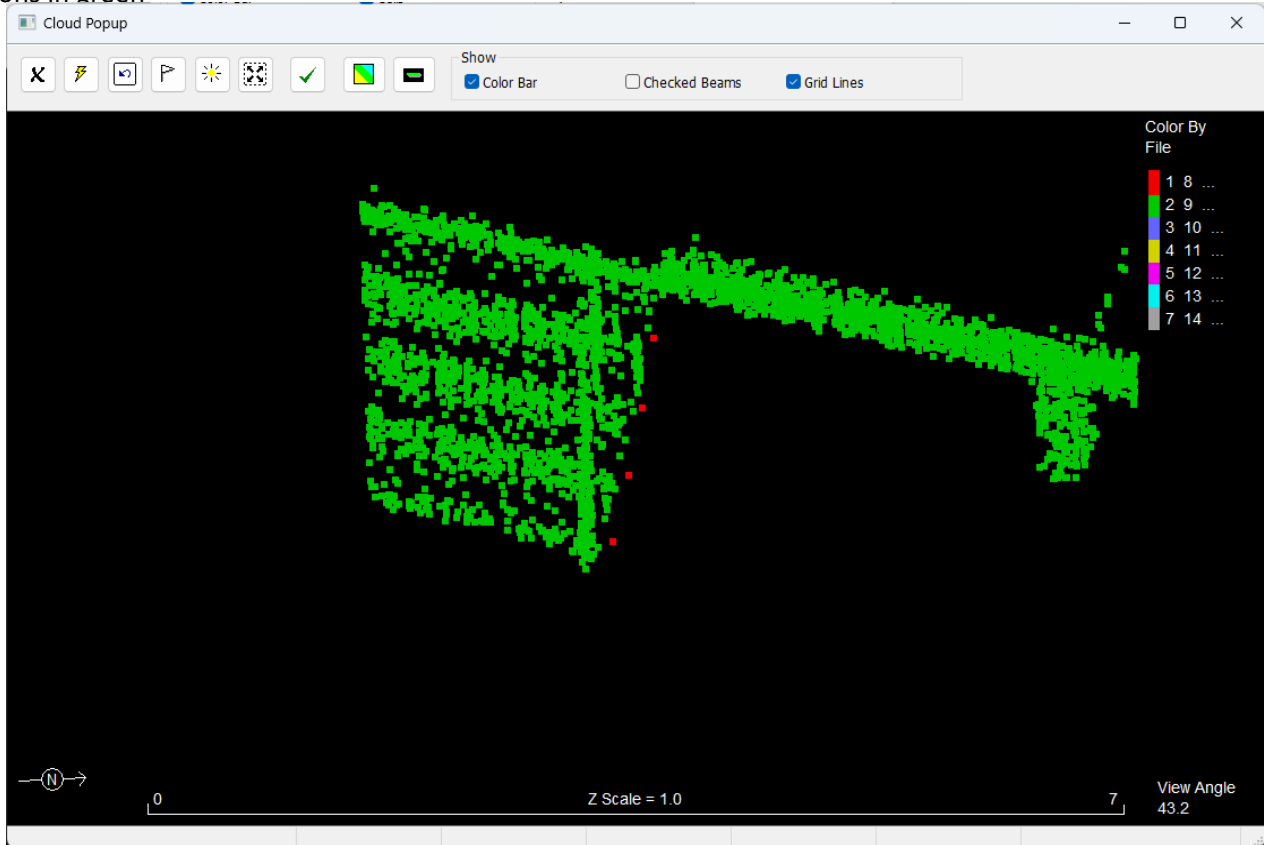 Cloud Popup
Show
Color Bar
Checked Beams
Grid Lines
Color By
File
1 8 ...
2 9 ...
3 10 ...
4 11 ...
5 12 ...
6 13 ...
7 14 ...
N
0
Z Scale = 1.0
7
View Angle
43.2